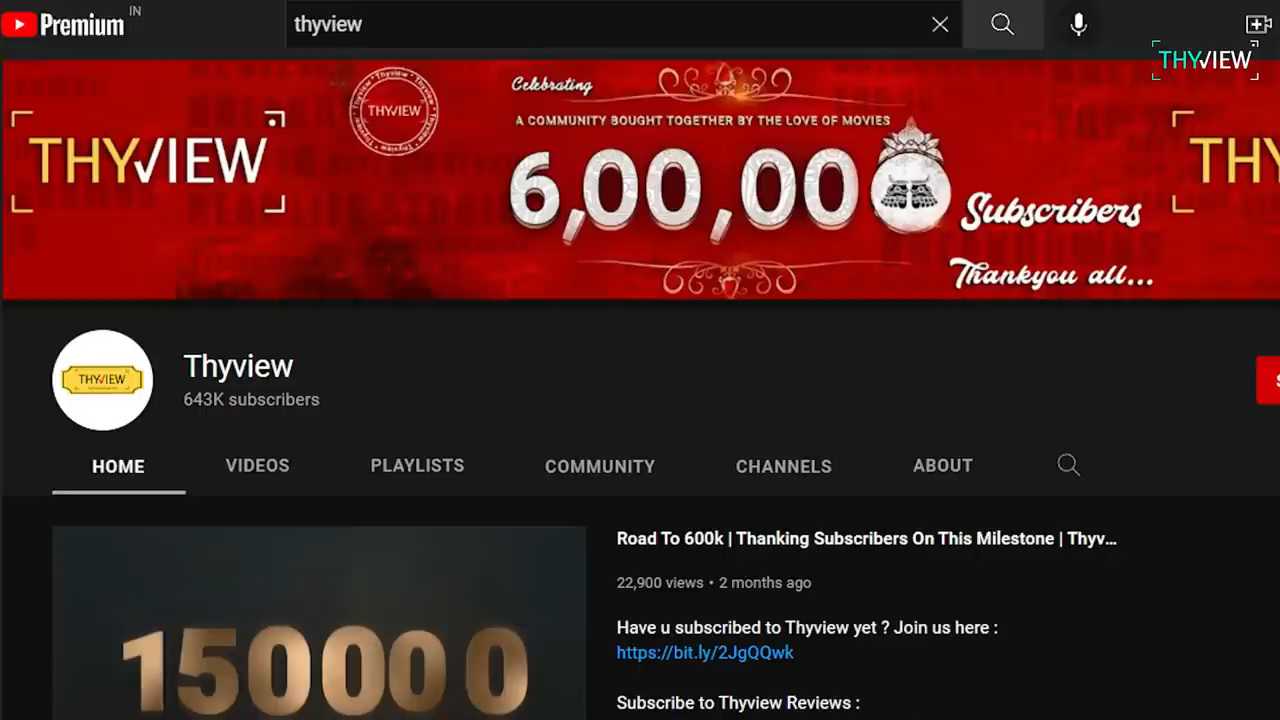 Premium IN
thyview
THYVIEW
THYVIEW
THYVIEW
Celebrating
A COMMUNITY BOUGHT TOGETHER BY THE LOVE OF MOVIES
6,00,00
Subscribers
Thankyou all...
THY
THYVIEW
Thyview
643K subscribers
HOME VIDEOS PLAYLISTS COMMUNITY CHANNELS ABOUT
Road To 600k | Thanking Subscribers On This Milestone | Thyv...
22,900 views • 2 months ago
Have u subscribed to Thyview yet ? Join us here :
https://bit.ly/2JgQQwk
Subscribe to Thyview Reviews :
150000